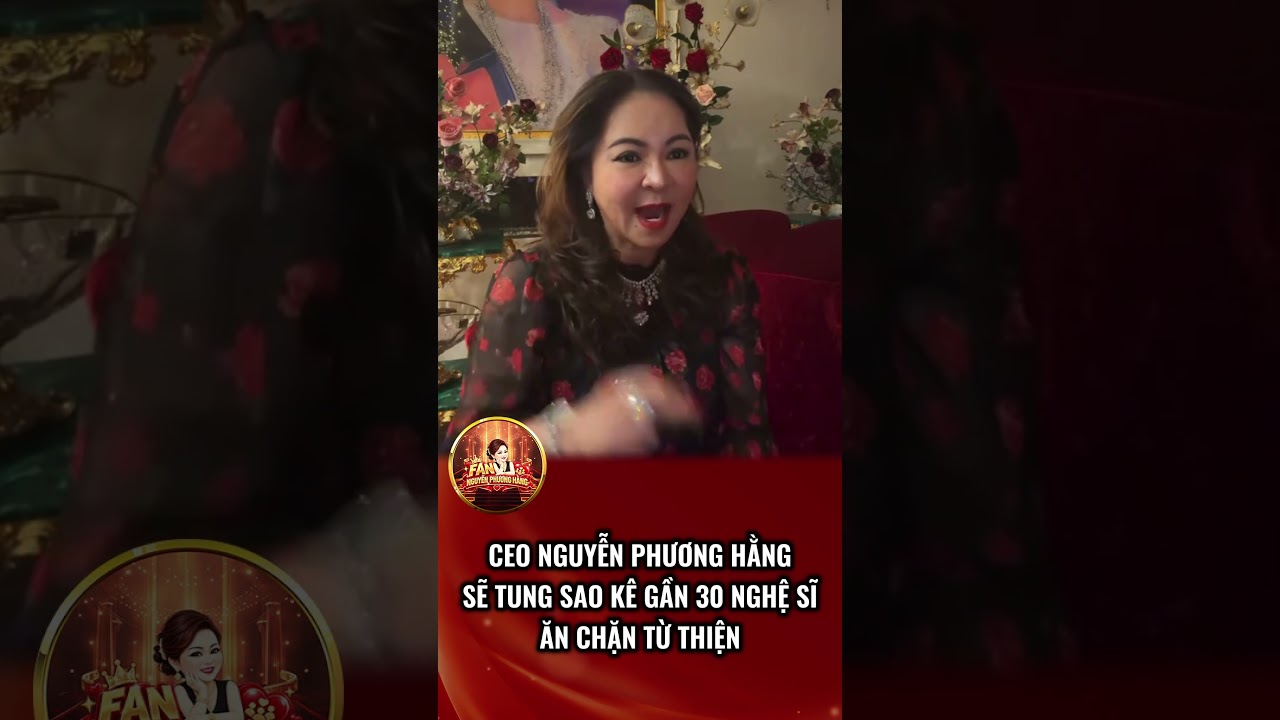 FAN
NGUYỄN PHƯƠNG HẰNG
CEO NGUYỄN PHƯƠNG HẰNG
SẼ TUNG SAO KÊ GẦN 30 NGHỆ SĨ
ĂN CHẶN TỪ THIỆN
FAN